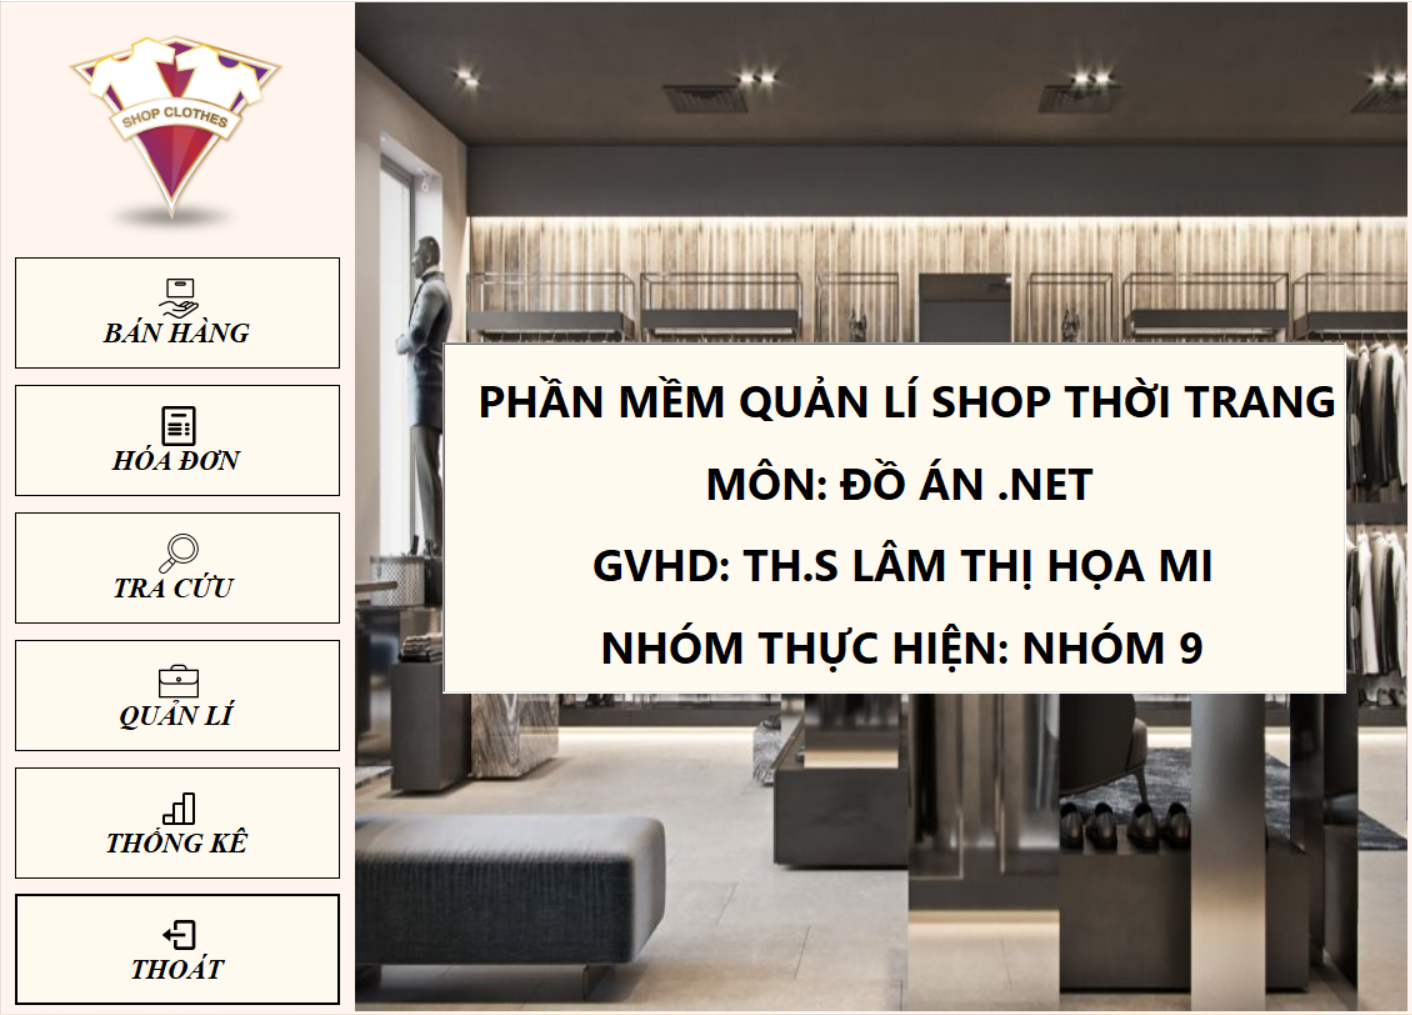 SHOP CLOTHES
BÁN HÀNG
HÓA ĐƠN
TRA CỨU
QUẢN LÍ
THỐNG KÊ
THOÁT
PHẦN MỀM QUẢN LÍ SHOP THỜI TRANG
MÔN: ĐỒ ÁN .NET
GVHD: TH.S LÂM THỊ HỌA MI
NHÓM THỰC HIỆN: NHÓM 9